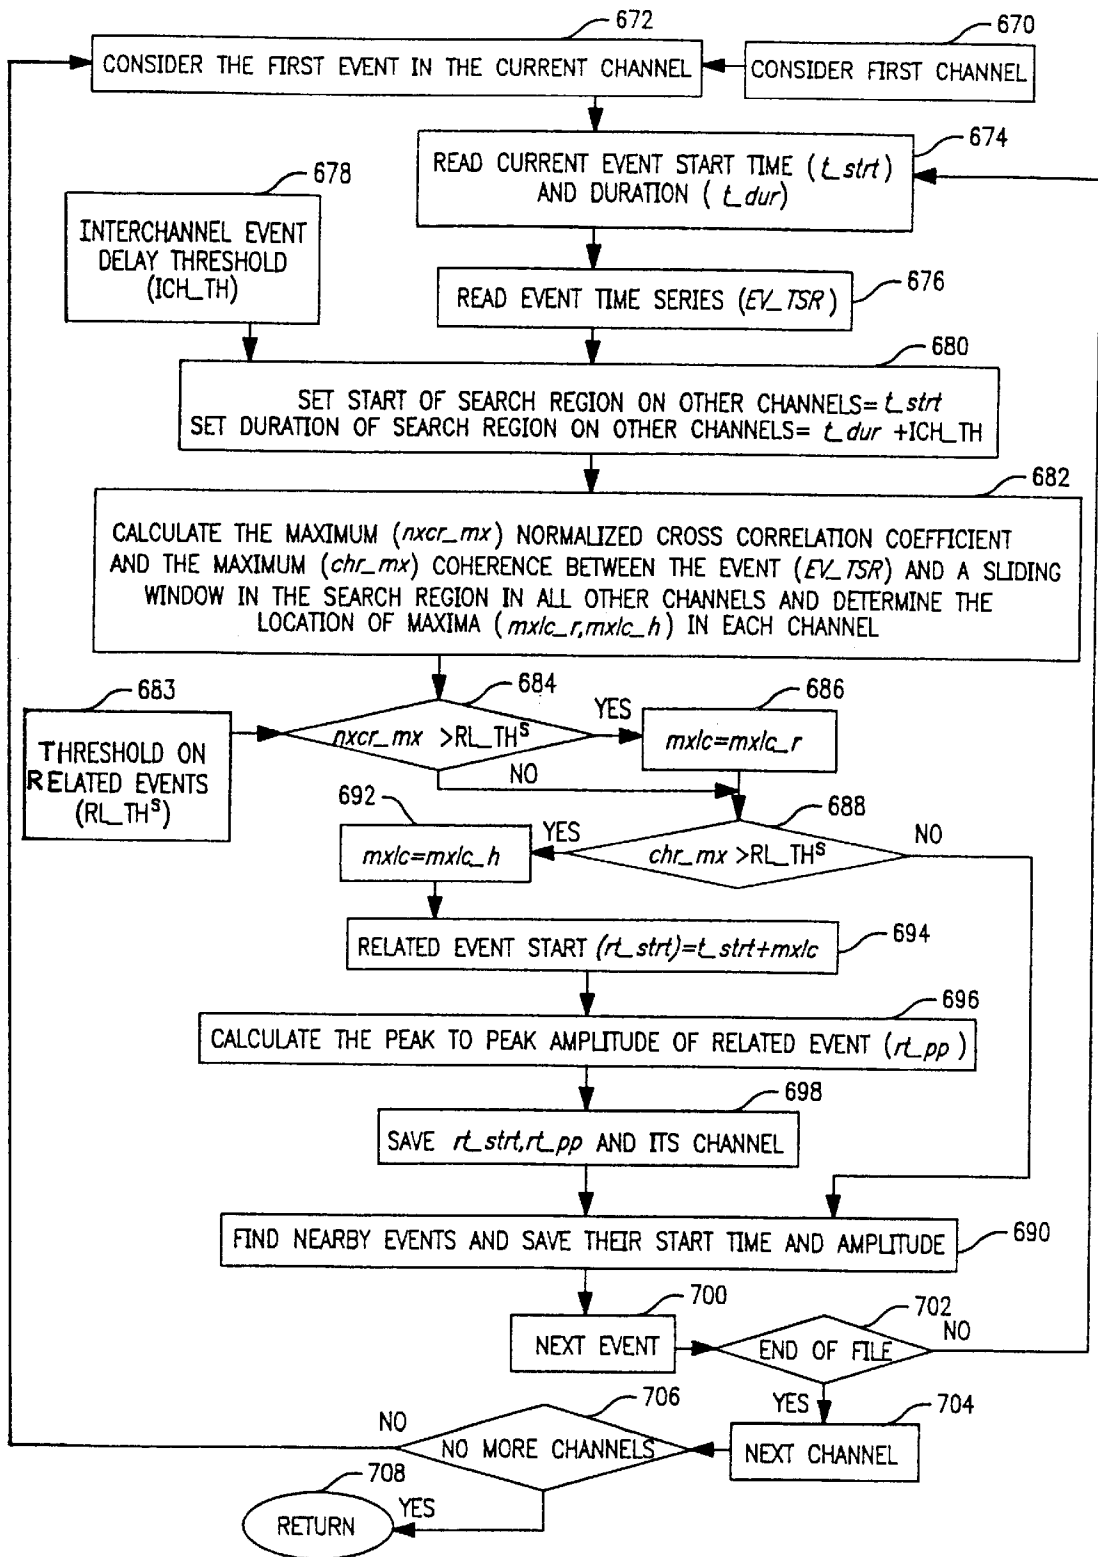 672
670
CONSIDER THE FIRST EVENT IN THE CURRENT CHANNEL
CONSIDER FIRST CHANNEL
674
READ CURRENT EVENT START TIME (t_strt)
AND DURATION ( t_dur)
678
INTERCHANNEL EVENT
DELAY THRESHOLD
(ICH_TH)
676
READ EVENT TIME SERIES (EV_TSR)
680
SET START OF SEARCH REGION ON OTHER CHANNELS= t_strt
SET DURATION OF SEARCH REGION ON OTHER CHANNELS= t_dur +ICH_TH
682
CALCULATE THE MAXIMUM (nxcr_mx) NORMALIZED CROSS CORRELATION COEFFICIENT
AND THE MAXIMUM (chr_mx) COHERENCE BETWEEN THE EVENT (EV_TSR) AND A SLIDING
WINDOW IN THE SEARCH REGION IN ALL OTHER CHANNELS AND DETERMINE THE
LOCATION OF MAXIMA (mxlc_r,mxlc_h) IN EACH CHANNEL
683
THRESHOLD ON
RELATED EVENTS
(RL_THˢ)
684
nxcr_mx >RL_THˢ
YES
NO
686
mxlc=mxlc_r
688
chr_mx >RL_THˢ
YES
NO
692
mxlc=mxlc_h
RELATED EVENT START (rt_strt)=t_strt+mxlc
694
696
CALCULATE THE PEAK TO PEAK AMPLITUDE OF RELATED EVENT (rt_pp)
698
SAVE rt_strt,rt_pp AND ITS CHANNEL
FIND NEARBY EVENTS AND SAVE THEIR START TIME AND AMPLITUDE
690
700
NEXT EVENT
702
END OF FILE
NO
YES
704
NEXT CHANNEL
706
NO MORE CHANNELS
NO
YES
708
RETURN